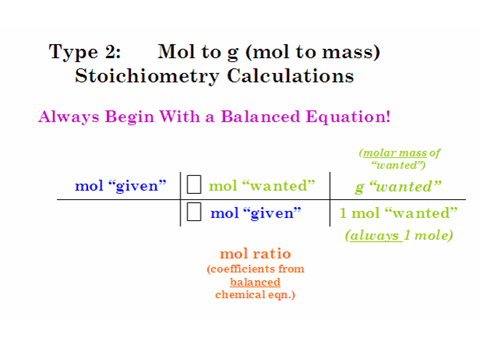 Type 2: Mol to g (mol to mass)
Stoichiometry Calculations
Always Begin With a Balanced Equation!
(molar mass of
“wanted”)
mol “given” mol “wanted” g “wanted”
mol “given” 1 mol “wanted”
(always 1 mole)
mol ratio
(coefficients from
balanced
chemical eqn.)